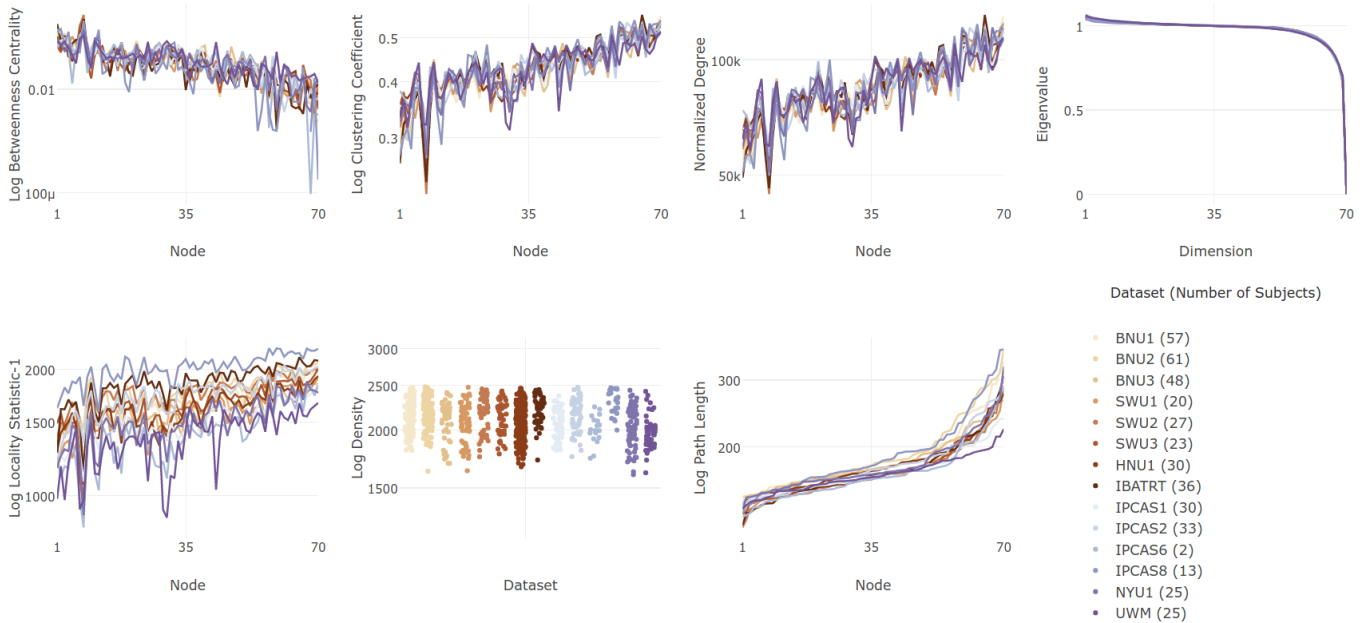 Log Betweenness Centrality
0.01
100μ
1
35
70
Node
Log Clustering Coefficient
0.5
0.4
0.3
1
35
70
Node
Normalized Degree
100k
50k
1
35
70
Node
Eigenvalue
1
0.5
0
1
35
70
Dimension
Log Locality Statistic-1
2000
1500
1000
1
35
70
Node
Log Density
3000
2500
2000
1500
Dataset
Log Path Length
300
200
1
35
70
Node
Dataset (Number of Subjects)
BNU1 (57)
BNU2 (61)
BNU3 (48)
SWU1 (20)
SWU2 (27)
SWU3 (23)
HNU1 (30)
IBATRT (36)
IPCAS1 (30)
IPCAS2 (33)
IPCAS6 (2)
IPCAS8 (13)
NYU1 (25)
UWM (25)